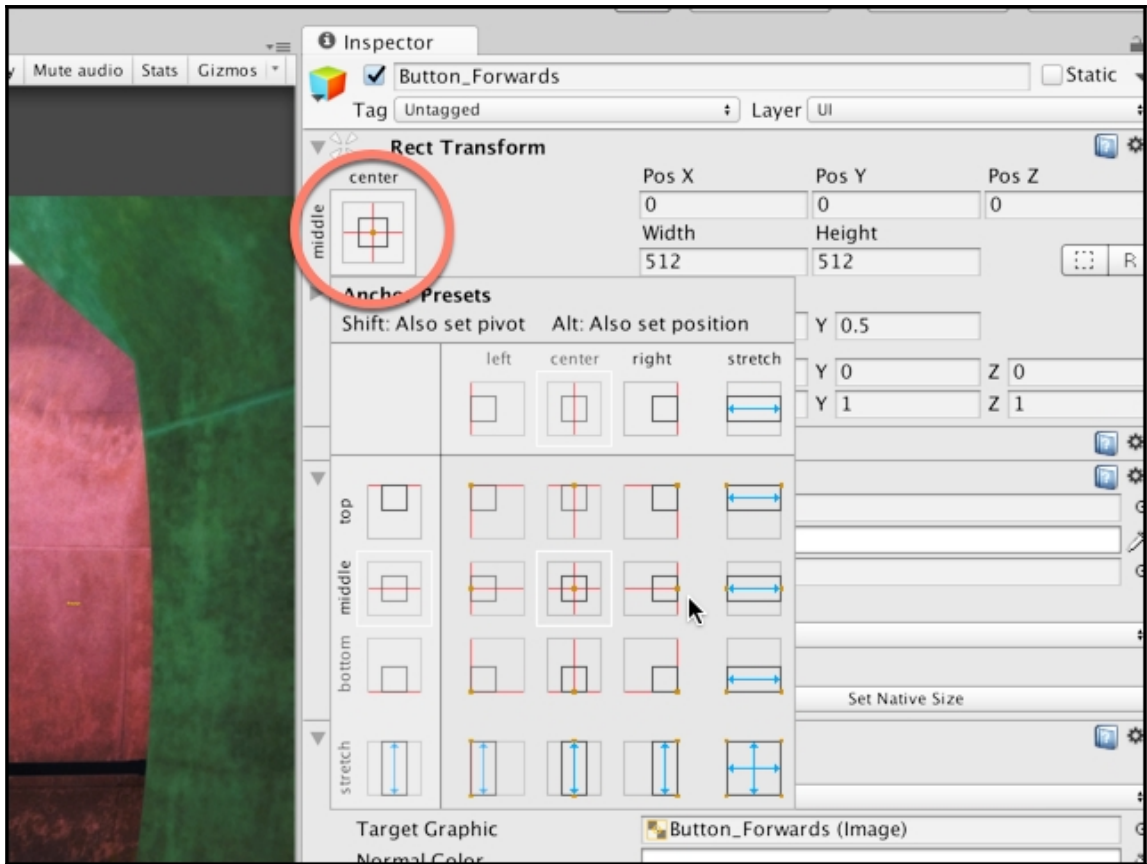 Inspector
Mute audio Stats Gizmos
Button_Forwards Static
Tag Untagged Layer UI
Rect Transform
center Pos X Pos Y Pos Z
middle 0 0 0
Width Height
512 512 R
Anchor Presets
Shift: Also set pivot Alt: Also set position Y 0.5
left center right stretch
Y 0 Z 0
Y 1 Z 1
top
middle
bottom
Set Native Size
stretch
Target Graphic Button_Forwards (Image)
Normal Color